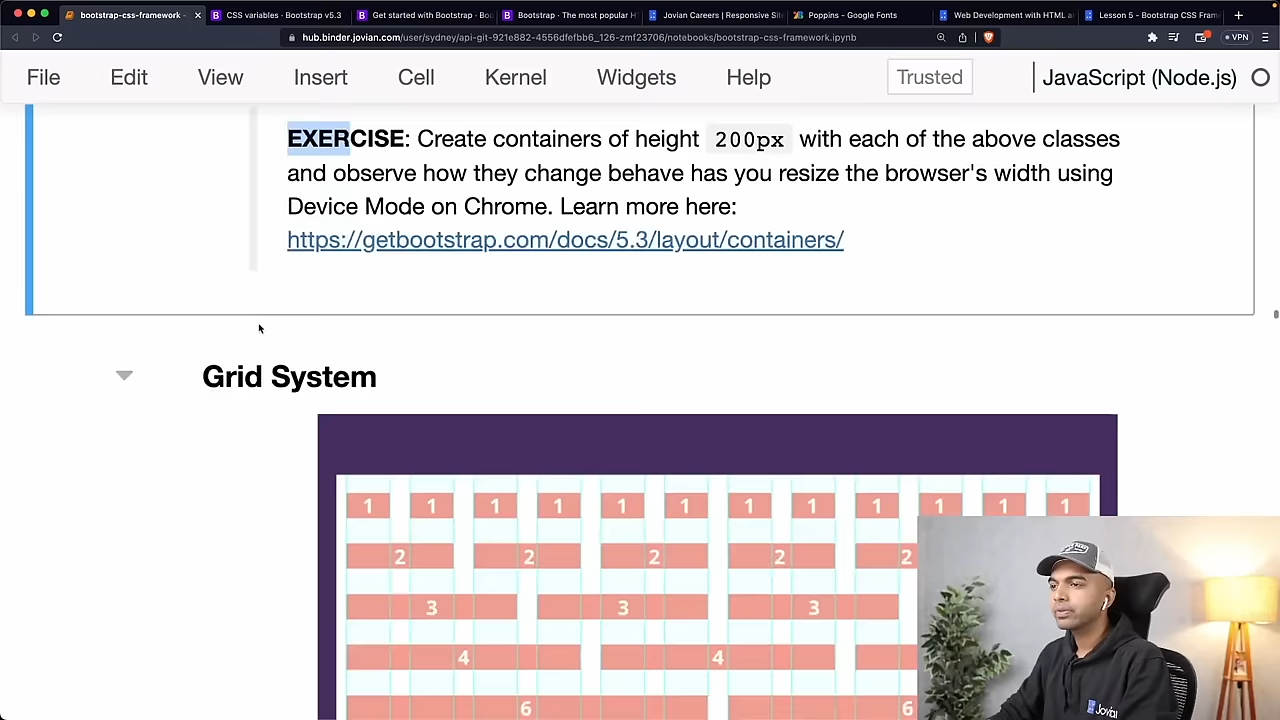 bootstrap-css-framework - × CSS variables · Bootstrap v5.3 Get started with Bootstrap · Boo Bootstrap · The most popular H Jovian Careers | Responsive Site Poppins - Google Fonts Web Development with HTML a Lesson 5 - Bootstrap CSS Fram +
hub.binder.jovian.com/user/sydney/api-git-921e882-4556dfefbb6_126-zmf23706/notebooks/bootstrap-css-framework.ipynb VPN
File Edit View Insert Cell Kernel Widgets Help Trusted JavaScript (Node.js)
EXERCISE: Create containers of height 200px with each of the above classes
and observe how they change behave has you resize the browser's width using
Device Mode on Chrome. Learn more here:
https://getbootstrap.com/docs/5.3/layout/containers/
Grid System
1 1 1 1 1 1 1 1 1 1 1 1
2 2 2 2 2
3 3 3
4 4
6 6
Jovian